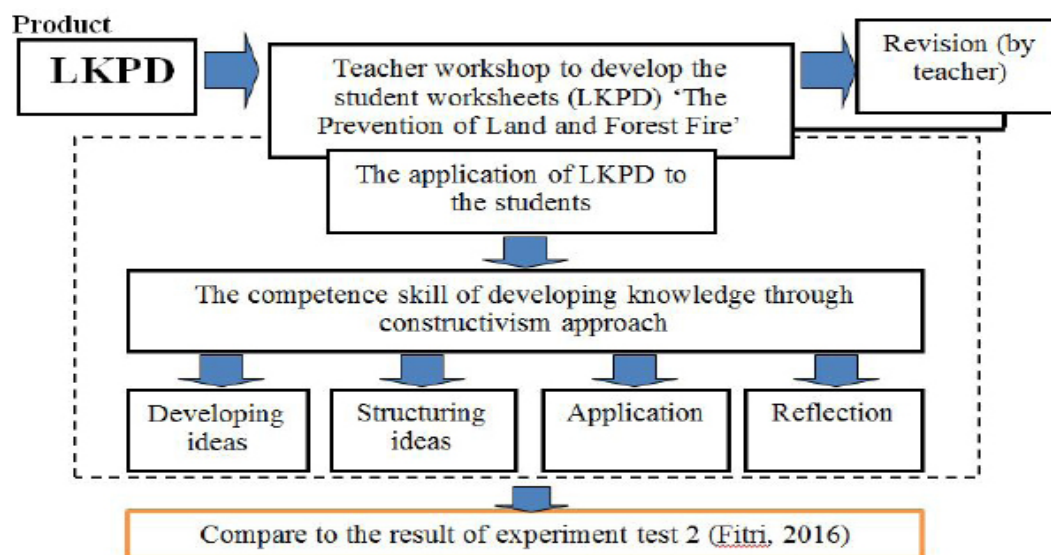 Product
LKPD
Teacher workshop to develop the
student worksheets (LKPD) ‘The
Prevention of Land and Forest Fire’
Revision (by
teacher)
The application of LKPD to
the students
The competence skill of developing knowledge through
constructivism approach
Developing
ideas
Structuring
ideas
Application
Reflection
Compare to the result of experiment test 2 (Fitri, 2016)